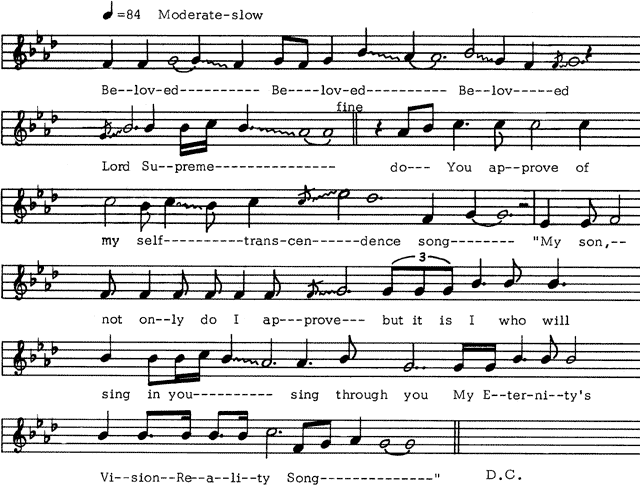 =84 Moderate-slow
Be--lov-ed---------- Be----lov-ed---------- Be--lov-----ed
fine
Lord Su--preme--------------- do--- You ap--prove of
my self----------trans-cen------dence song-------- "My son,--
3
not on--ly do I ap---prove--- but it is I who will
sing in you---------- sing through you My E--ter-ni--ty's
Vi--sion--Re--a--li--ty Song--------------" D.C.